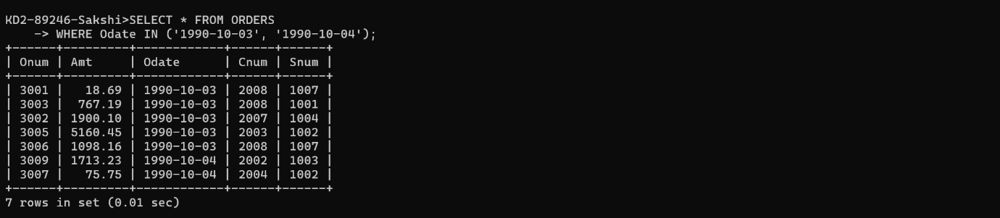 KD2-89246-Sakshi>SELECT * FROM ORDERS
    -> WHERE Odate IN ('1990-10-03', '1990-10-04');
+------+---------+------------+------+------+
| Onum | Amt     | Odate      | Cnum | Snum |
+------+---------+------------+------+------+
| 3001 |   18.69 | 1990-10-03 | 2008 | 1007 |
| 3003 |  767.19 | 1990-10-03 | 2008 | 1001 |
| 3002 | 1900.10 | 1990-10-03 | 2007 | 1004 |
| 3005 | 5160.45 | 1990-10-03 | 2003 | 1002 |
| 3006 | 1098.16 | 1990-10-03 | 2008 | 1007 |
| 3009 | 1713.23 | 1990-10-04 | 2002 | 1003 |
| 3007 |   75.75 | 1990-10-04 | 2004 | 1002 |
+------+---------+------------+------+------+
7 rows in set (0.01 sec)